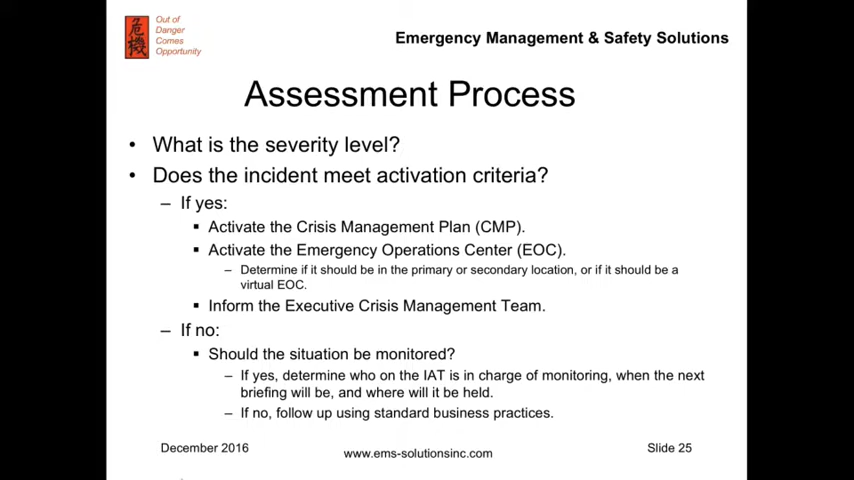 危機
Out of
Danger
Comes
Opportunity
Emergency Management & Safety Solutions
Assessment Process
• What is the severity level?
• Does the incident meet activation criteria?
– If yes:
▪ Activate the Crisis Management Plan (CMP).
▪ Activate the Emergency Operations Center (EOC).
– Determine if it should be in the primary or secondary location, or if it should be a
virtual EOC.
▪ Inform the Executive Crisis Management Team.
– If no:
▪ Should the situation be monitored?
– If yes, determine who on the IAT is in charge of monitoring, when the next
briefing will be, and where will it be held.
– If no, follow up using standard business practices.
December 2016
www.ems-solutionsinc.com
Slide 25